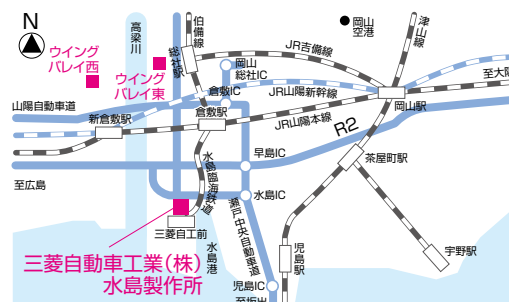 N
ウイング
バレイ西
ウイング
バレイ東
高梁川
総社駅
伯備線
岡山
総社IC
JR吉備線
岡山
空港
津山線
至大阪
山陽自動車道
倉敷IC
JR山陽新幹線
岡山駅
新倉敷駅
倉敷駅
JR山陽本線
R2
至広島
早島IC
茶屋町駅
水島臨海鉄道
水島IC
三菱自工前
瀬戸中央自動車道
三菱自動車工業(株)
水島製作所
水島港
児島駅
宇野駅
児島IC
至坂出